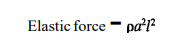 Elastic force ━ ρa²l²